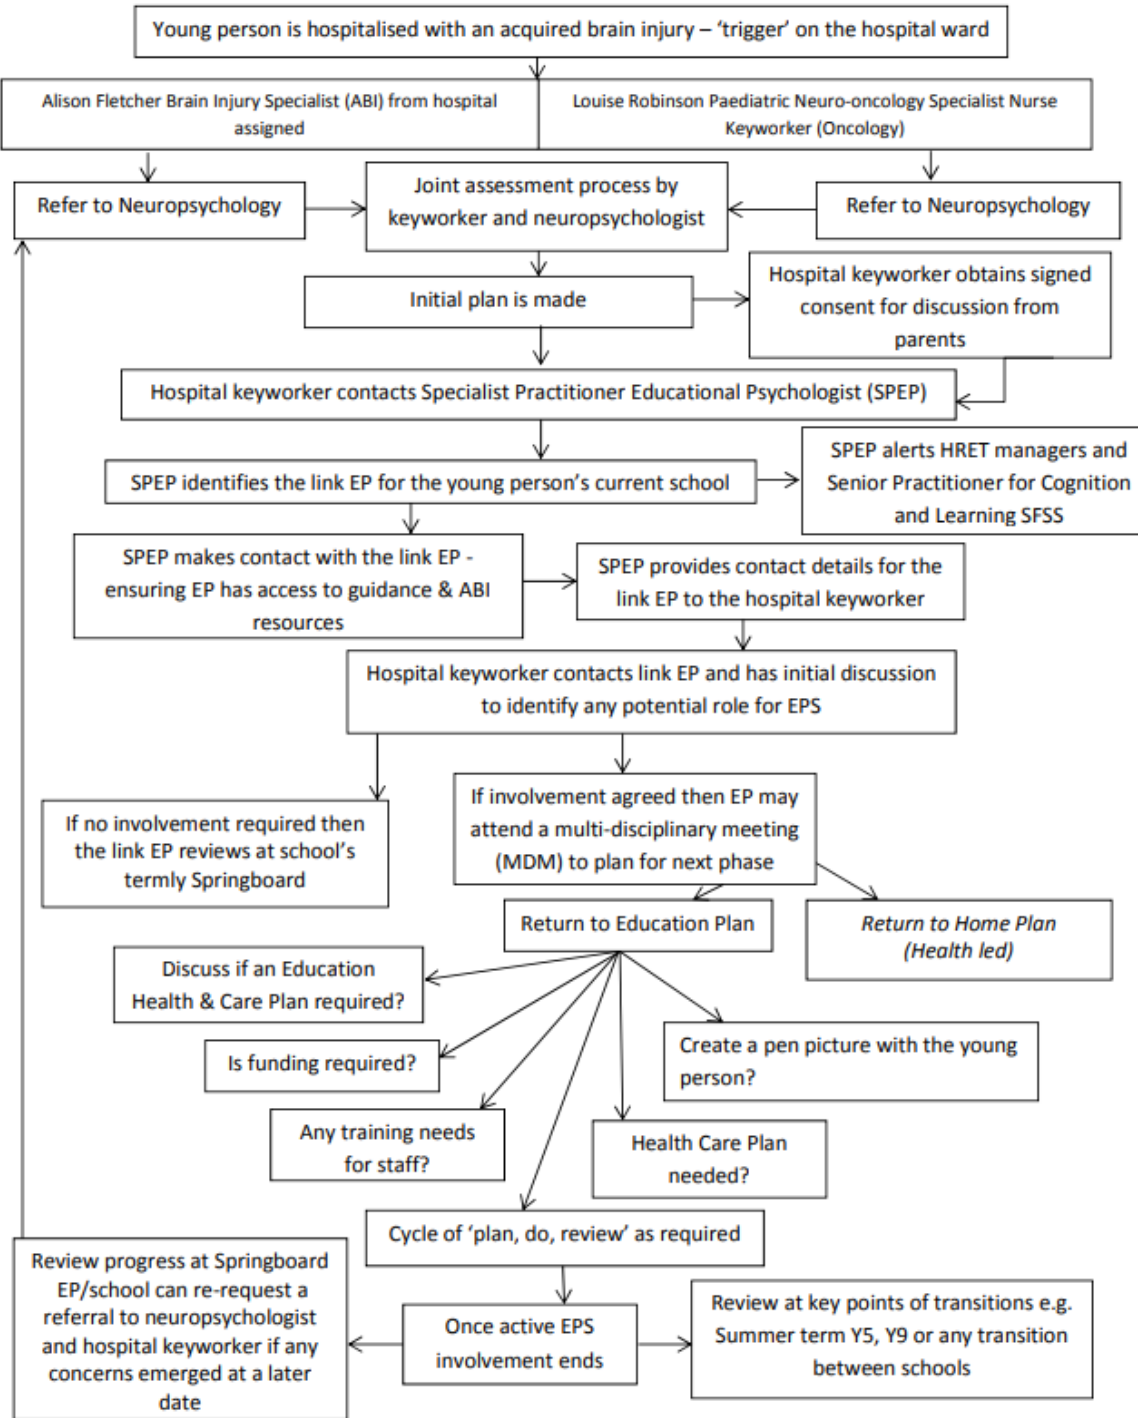 Young person is hospitalised with an acquired brain injury – ‘trigger’ on the hospital ward
Alison Fletcher Brain Injury Specialist (ABI) from hospital
assigned
Louise Robinson Paediatric Neuro-oncology Specialist Nurse
Keyworker (Oncology)
Refer to Neuropsychology
Joint assessment process by
keyworker and neuropsychologist
Refer to Neuropsychology
Initial plan is made
Hospital keyworker obtains signed
consent for discussion from
parents
Hospital keyworker contacts Specialist Practitioner Educational Psychologist (SPEP)
SPEP identifies the link EP for the young person’s current school
SPEP alerts HRET managers and
Senior Practitioner for Cognition
and Learning SFSS
SPEP makes contact with the link EP -
ensuring EP has access to guidance & ABI
resources
SPEP provides contact details for the
link EP to the hospital keyworker
Hospital keyworker contacts link EP and has initial discussion
to identify any potential role for EPS
If no involvement required then
the link EP reviews at school’s
termly Springboard
If involvement agreed then EP may
attend a multi-disciplinary meeting
(MDM) to plan for next phase
Return to Education Plan
Return to Home Plan
(Health led)
Discuss if an Education
Health & Care Plan required?
Is funding required?
Create a pen picture with the young
person?
Any training needs
for staff?
Health Care Plan
needed?
Cycle of ‘plan, do, review’ as required
Review progress at Springboard
EP/school can re-request a
referral to neuropsychologist
and hospital keyworker if any
concerns emerged at a later
date
Once active EPS
involvement ends
Review at key points of transitions e.g.
Summer term Y5, Y9 or any transition
between schools